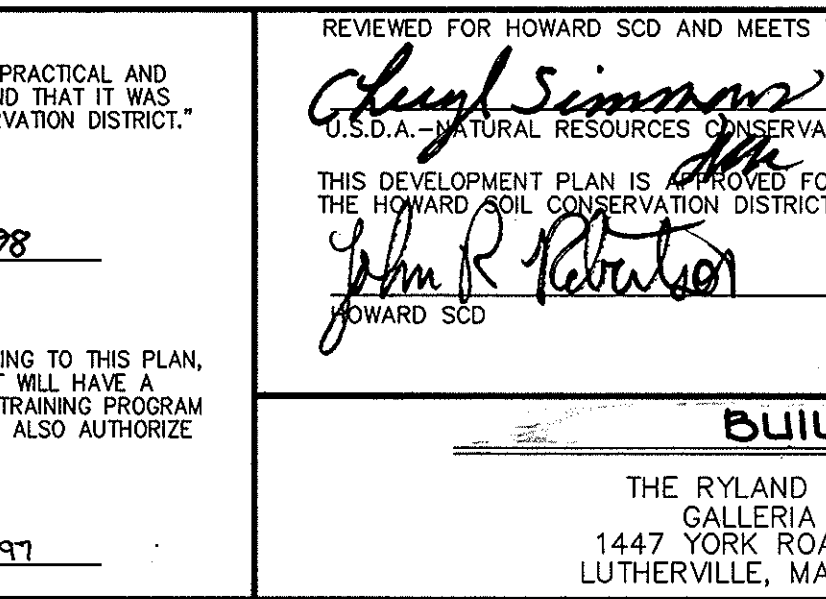 PRACTICAL AND
ND THAT IT WAS
RVATION DISTRICT."
98
ING TO THIS PLAN,
T WILL HAVE A
TRAINING PROGRAM
ALSO AUTHORIZE
97
REVIEWED FOR HOWARD SCD AND MEETS
Cheryl Simmons
U.S.D.A.-NATURAL RESOURCES CONSERVA
THIS DEVELOPMENT PLAN IS APPROVED FO
THE HOWARD SOIL CONSERVATION DISTRICT
John R Robertson
HOWARD SCD
BUIL
THE RYLAND
GALLERIA
1447 YORK ROA
LUTHERVILLE, MA